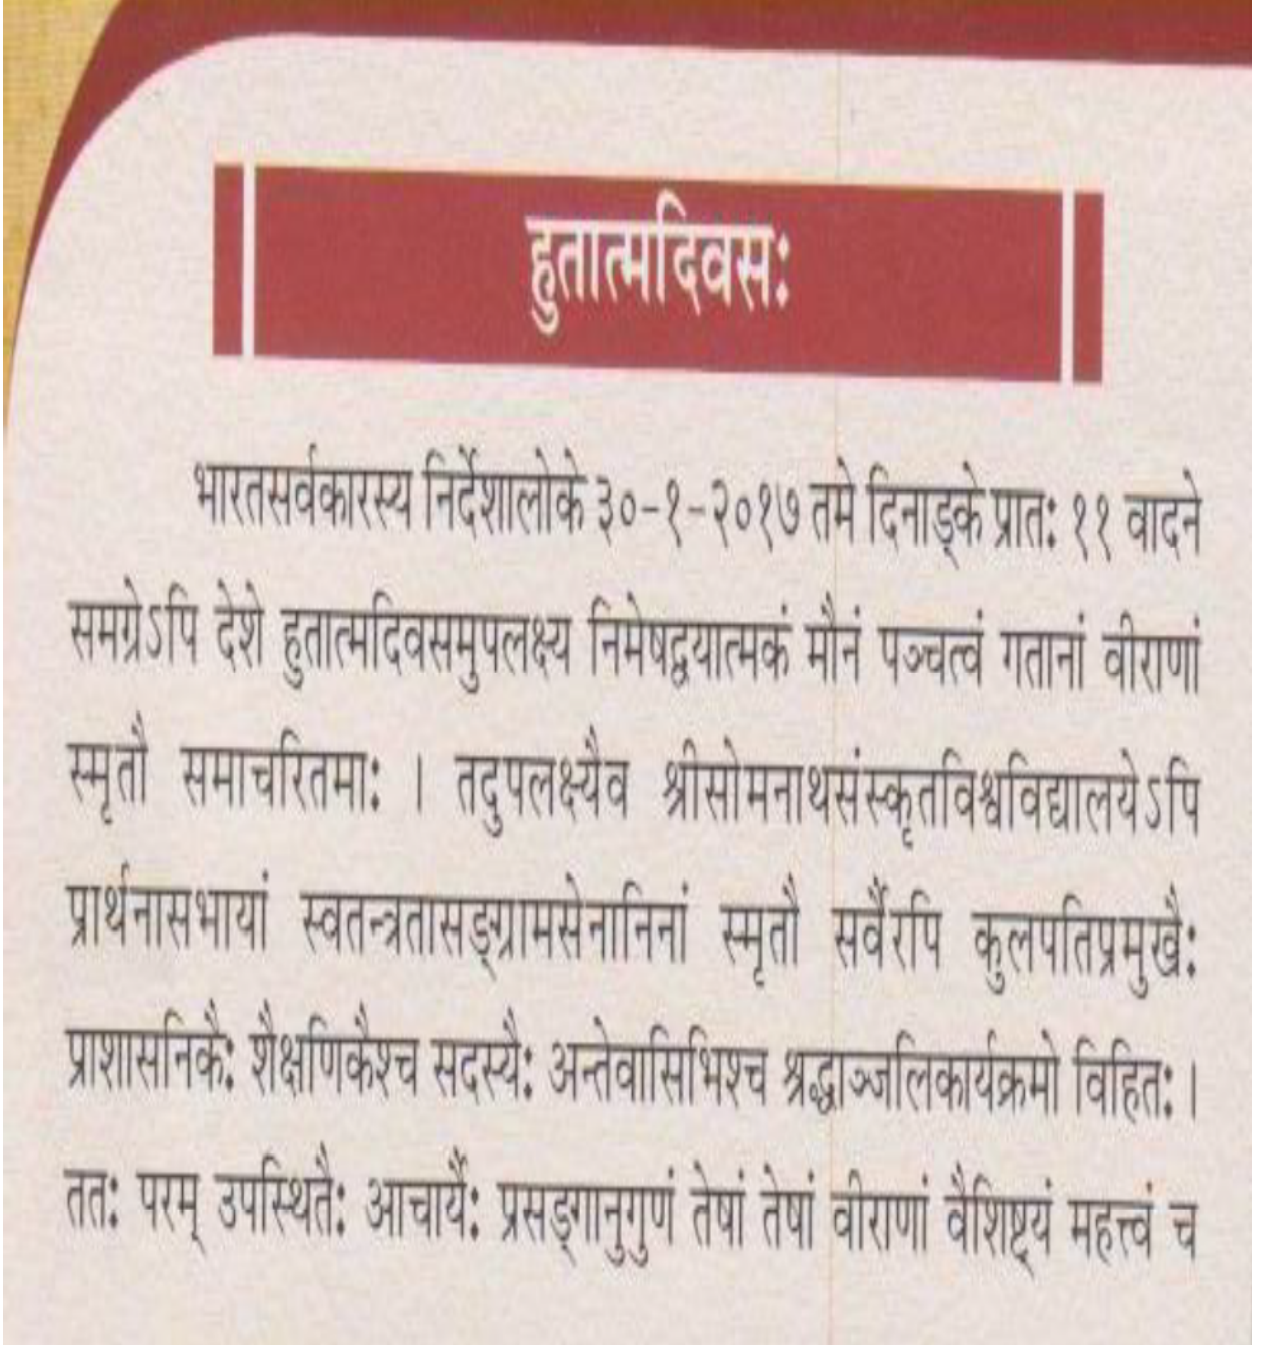 हुतात्मदिवसः
भारतसर्वकारस्य निर्देशालोके ३०-१-२०१७ तमे दिनाङ्के प्रातः ११ वादने
समग्रेऽपि देशे हुतात्मदिवसमुपलक्ष्य निमेषद्वयात्मकं मौनं पञ्चत्वं गतानां वीराणां
स्मृतौ समाचरितमाः । तदुपलक्ष्यैव श्रीसोमनाथसंस्कृतविश्वविद्यालयेऽपि
प्रार्थनासभायां स्वतन्त्रतासङ्ग्रामसेनानिनां स्मृतौ सर्वैरपि कुलपतिप्रमुखैः
प्राशासनिकैः शैक्षणिकैश्च सदस्यैः अन्तेवासिभिश्च श्रद्धाञ्जलिकार्यक्रमो विहितः ।
ततः परम् उपस्थितैः आचार्यैः प्रसङ्गानुगुणं तेषां तेषां वीराणां वैशिष्ट्यं महत्त्वं च